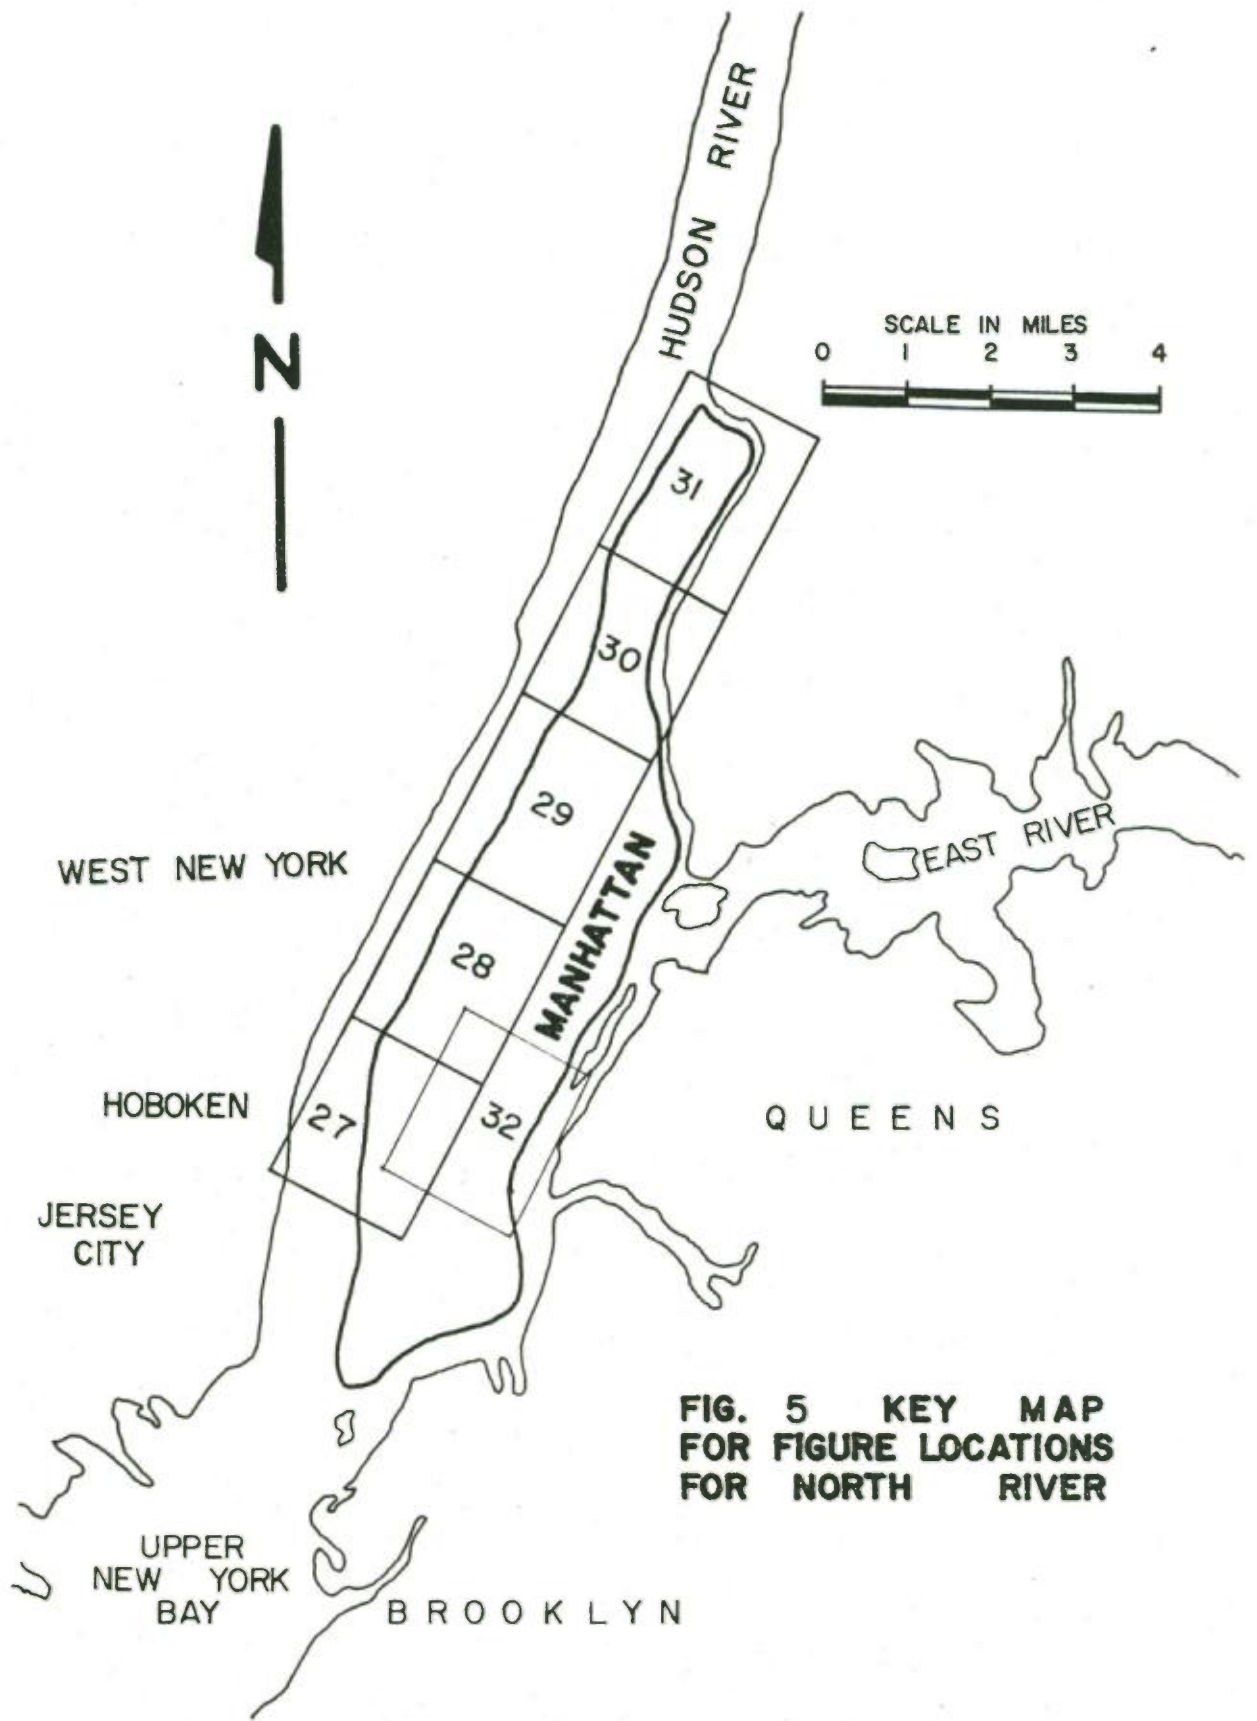 HUDSON RIVER
N
SCALE IN MILES
0 1 2 3 4
31
30
29
28
27
32
MANHATTAN
EAST RIVER
WEST NEW YORK
HOBOKEN
QUEENS
JERSEY
CITY
FIG. 5 KEY MAP
FOR FIGURE LOCATIONS
FOR NORTH RIVER
UPPER
NEW YORK
BAY
BROOKLYN